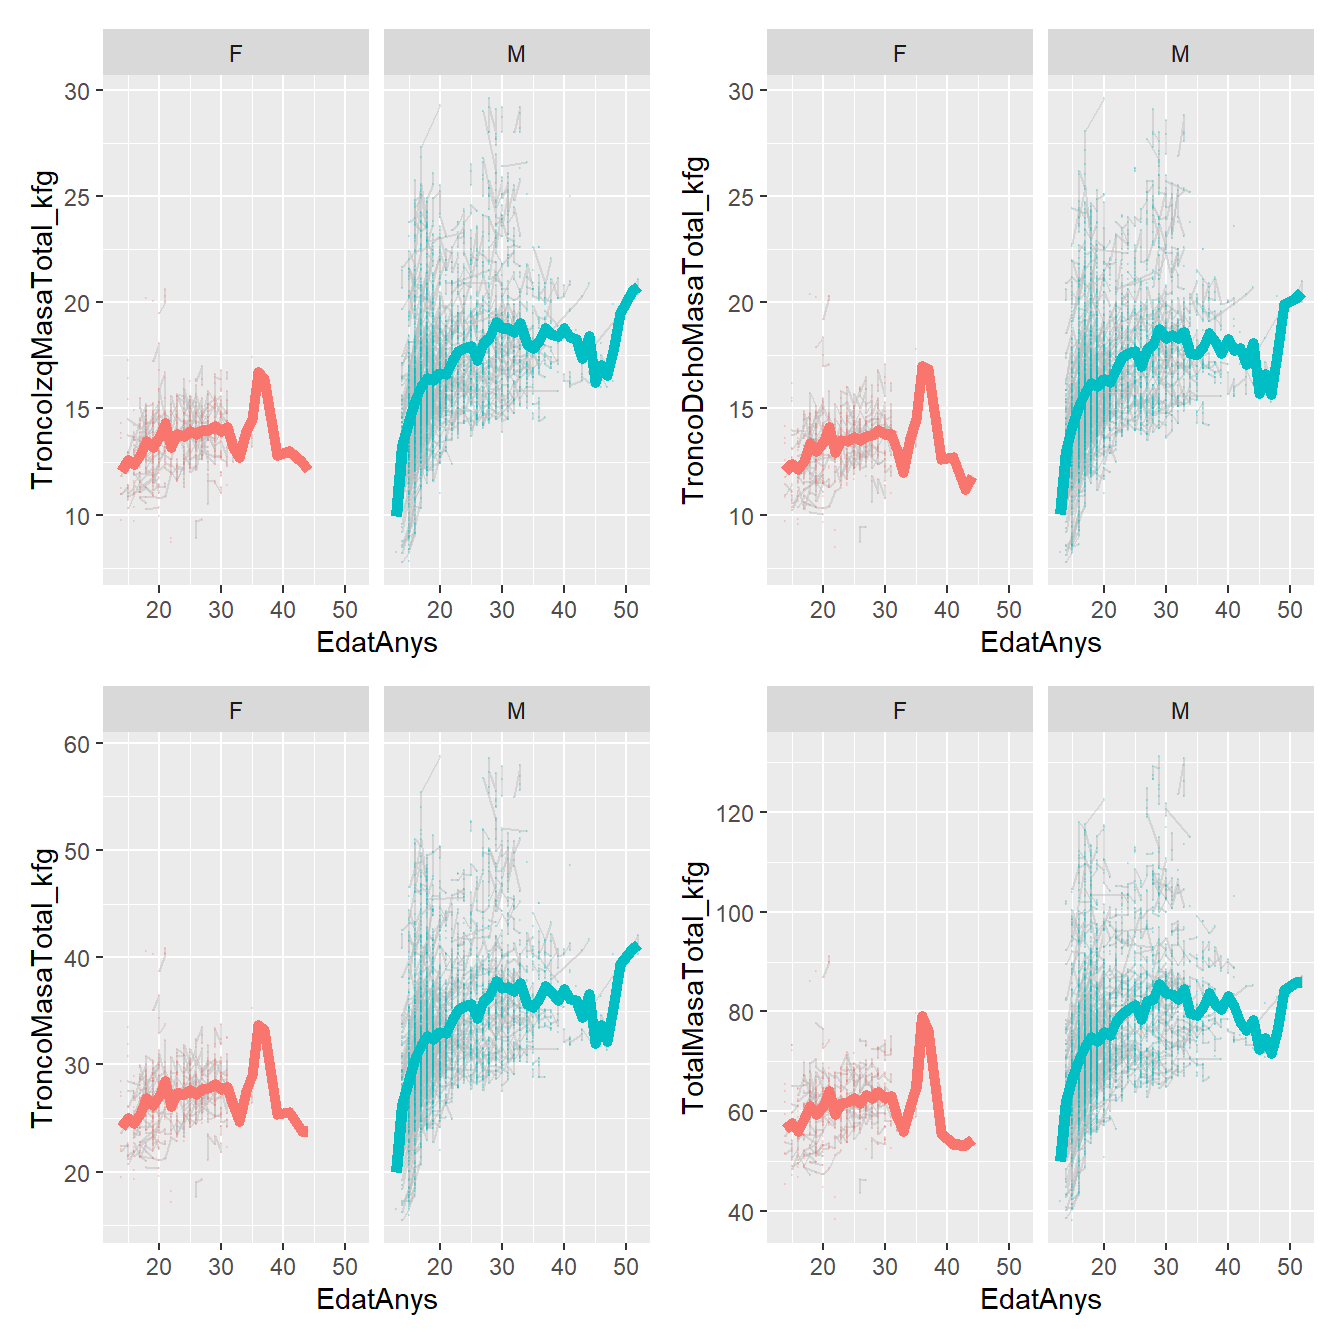 F M
TroncoIzqMasaTotal_kfg
30
25
20
15
10
20 30 40 50 20 30 40 50
EdatAnys
F M
TroncoDchoMasaTotal_kfg
30
25
20
15
10
20 30 40 50 20 30 40 50
EdatAnys
F M
TroncoMasaTotal_kfg
60
50
40
30
20
20 30 40 50 20 30 40 50
EdatAnys
F M
TotalMasaTotal_kfg
120
100
80
60
40
20 30 40 50 20 30 40 50
EdatAnys